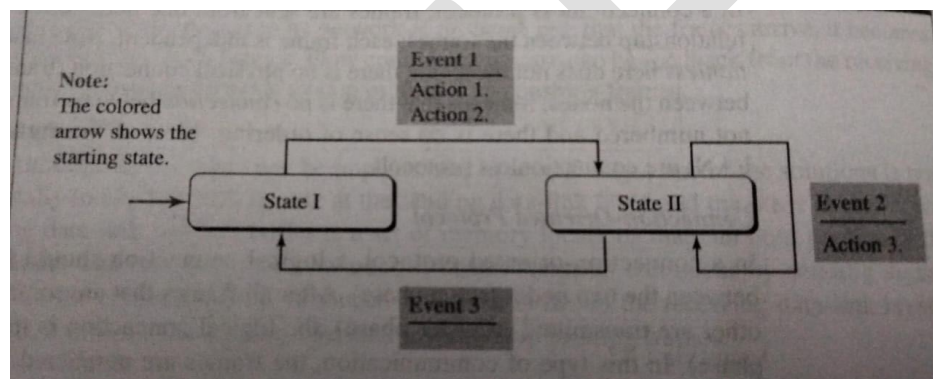 Note:
The colored
arrow shows the
starting state.
Event 1
Action 1.
Action 2.
State I
State II
Event 2
Action 3.
Event 3